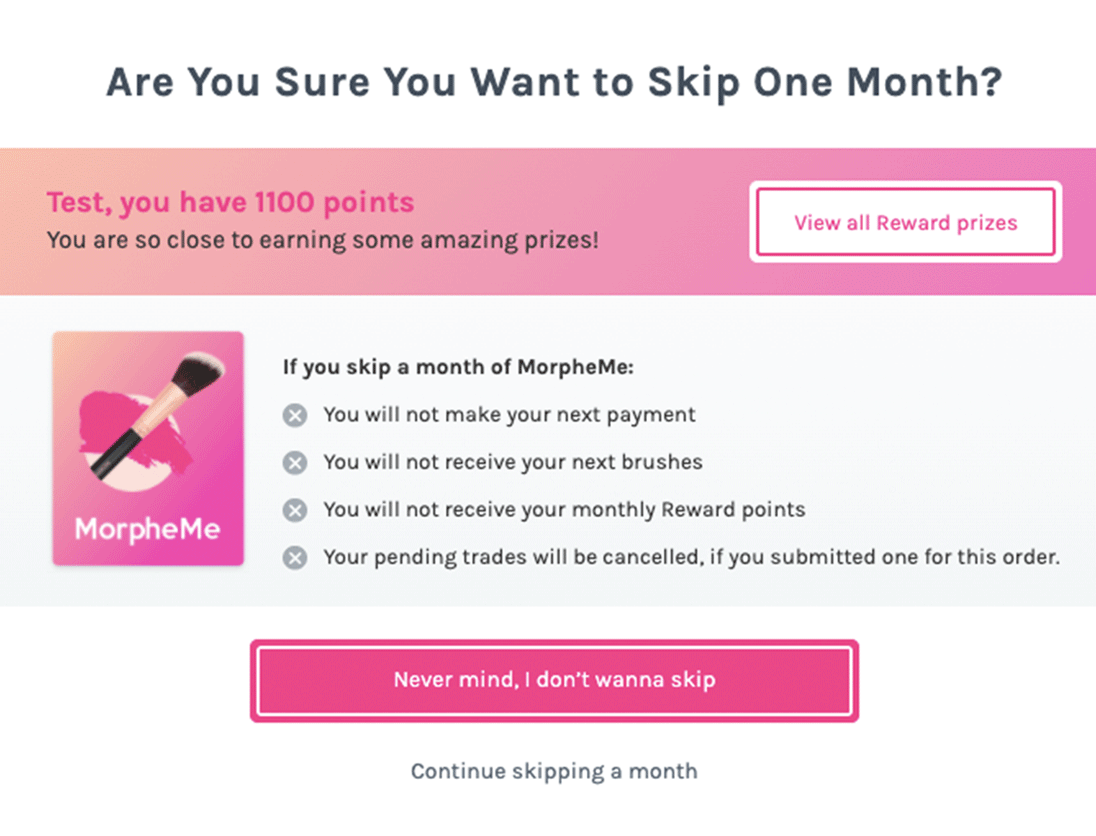 Are You Sure You Want to Skip One Month?
Test, you have 1100 points
You are so close to earning some amazing prizes!
View all Reward prizes
MorpheMe
If you skip a month of MorpheMe:
You will not make your next payment
You will not receive your next brushes
You will not receive your monthly Reward points
Your pending trades will be cancelled, if you submitted one for this order.
Never mind, I don’t wanna skip
Continue skipping a month